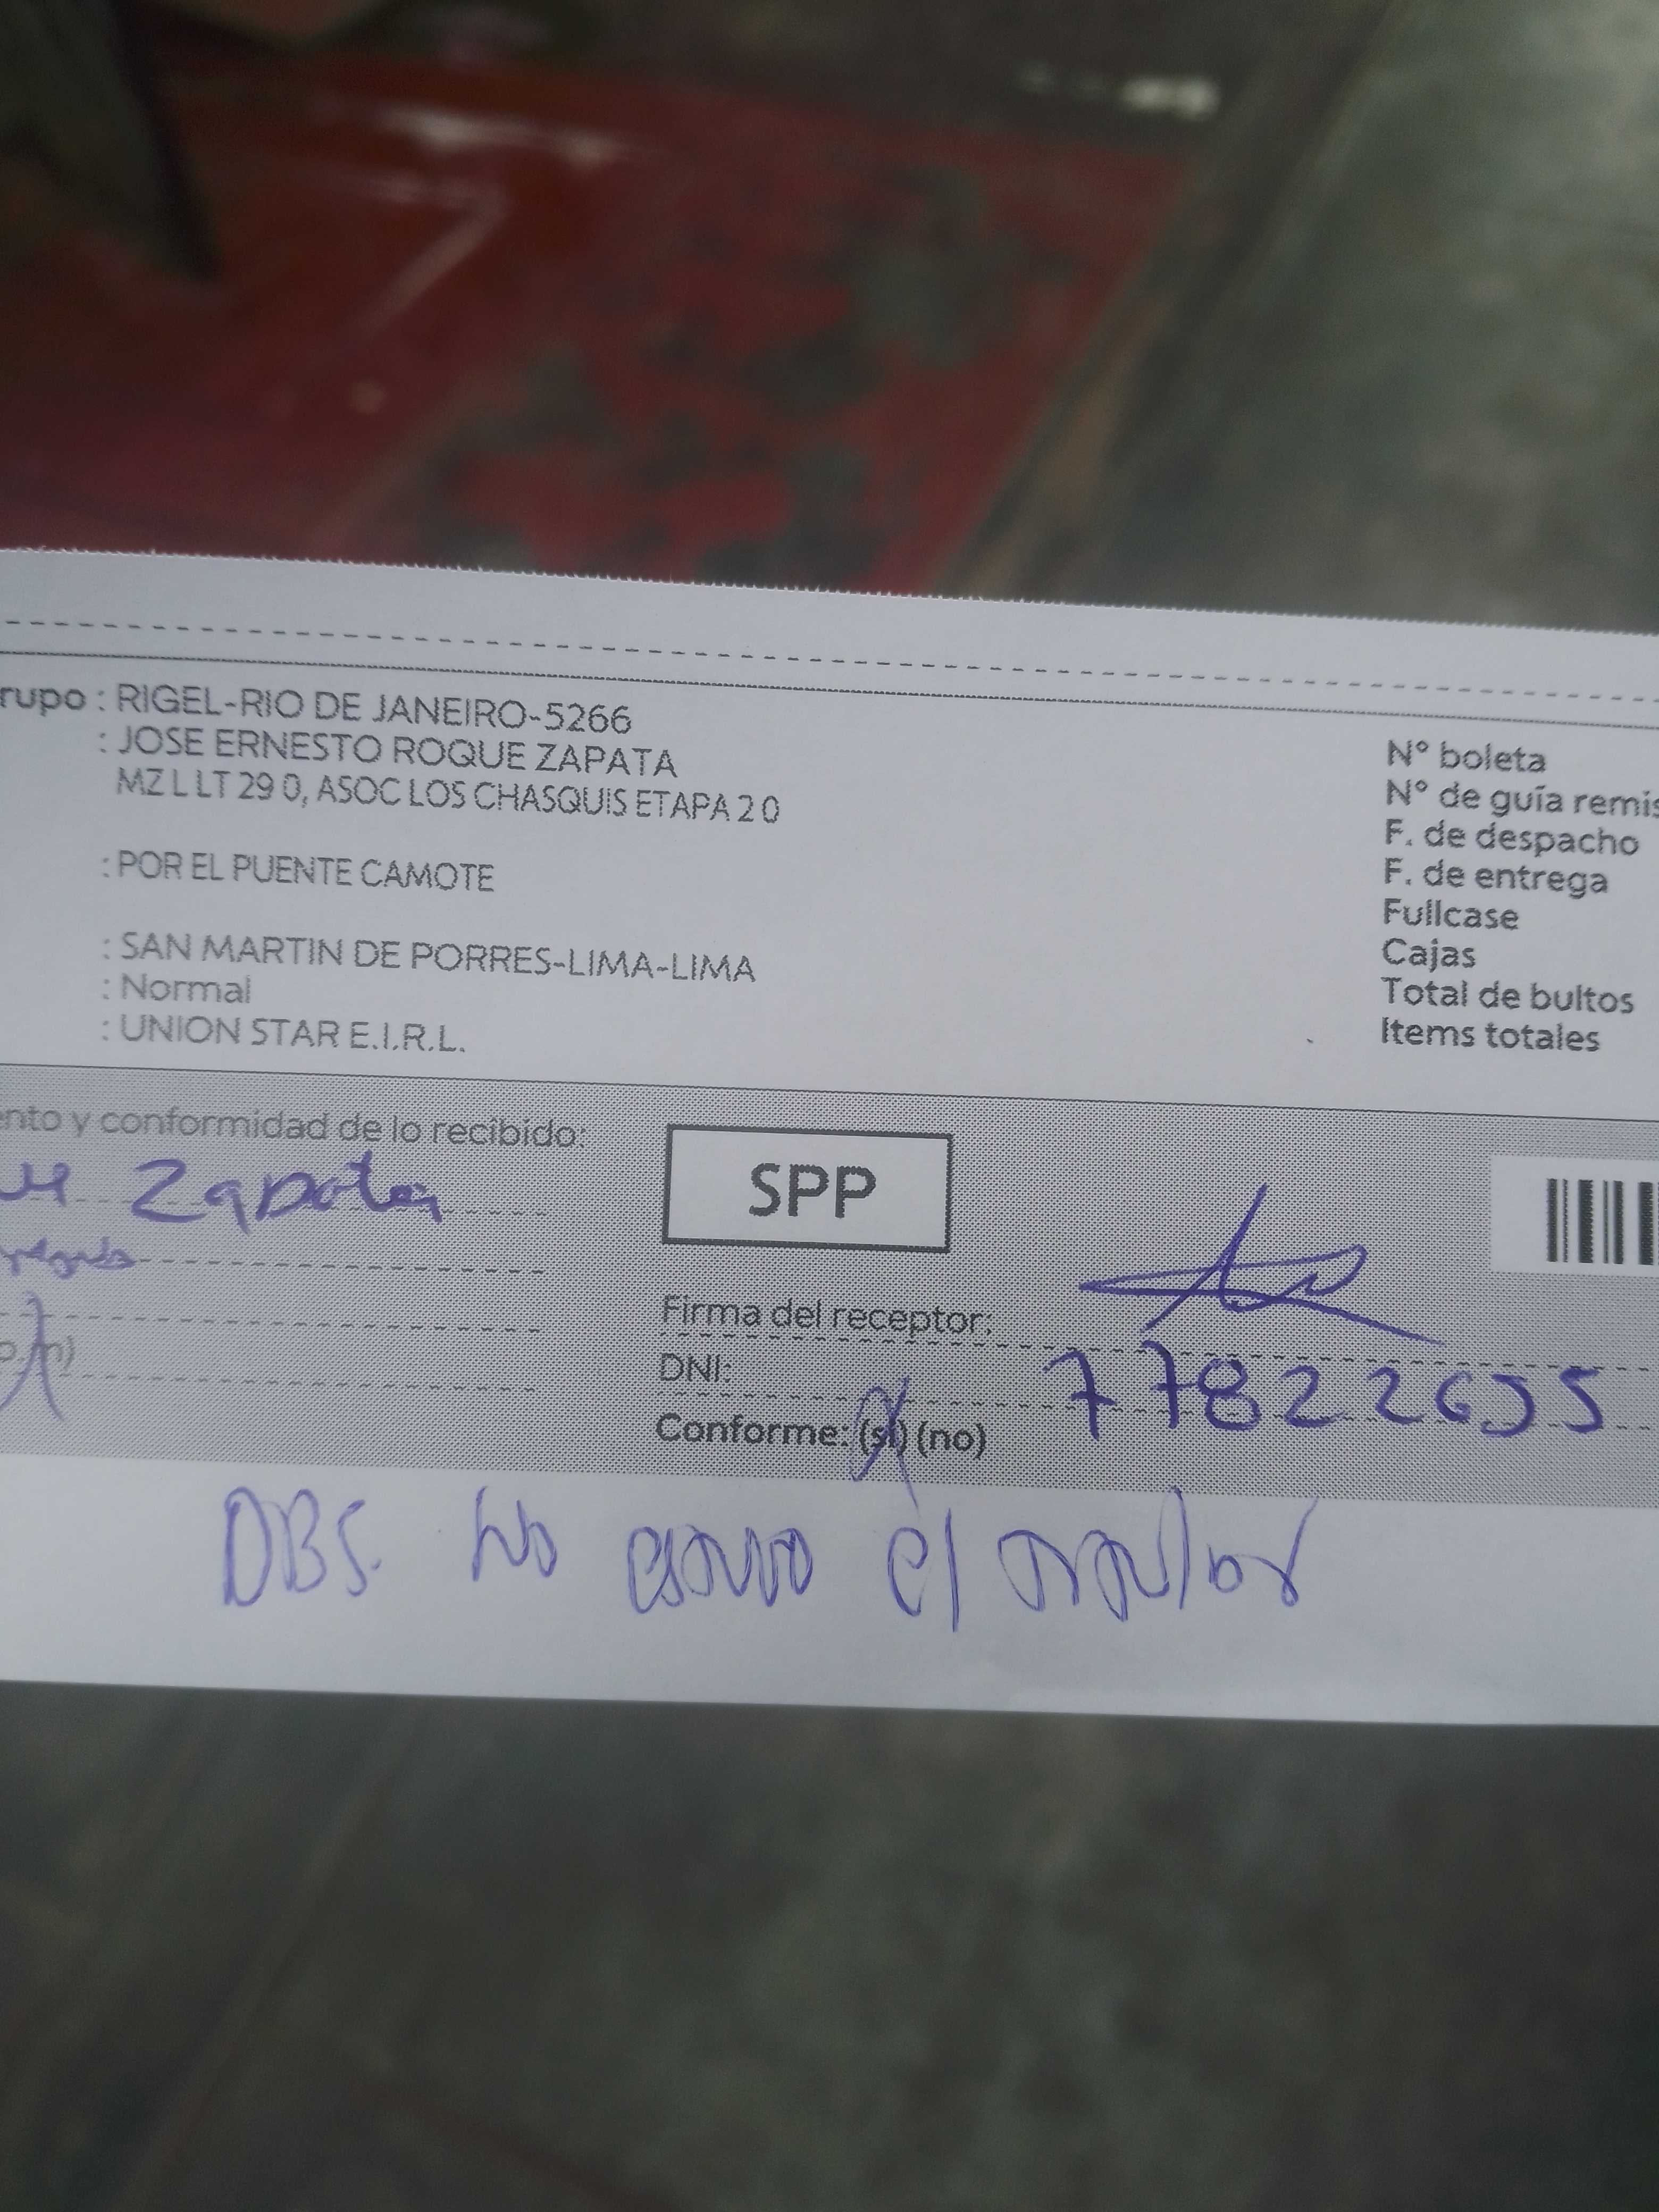 rupo : RIGEL-RIO DE JANEIRO-5266
: JOSE ERNESTO ROQUE ZAPATA
MZ L LT 29 0, ASOC LOS CHASQUIS ETAPA 2 0
: POR EL PUENTE CAMOTE
: SAN MARTIN DE PORRES-LIMA-LIMA
: Normal
: UNION STAR E.I.R.L.
N° boleta
N° de guía remis
F. de despacho
F. de entrega
Fullcase
Cajas
Total de bultos
Items totales
ento y conformidad de lo recibido:
Zapata
p.m)
SPP
Firma del receptor:
DNI: 77822655
Conforme: (si) (no)
OBS. No el